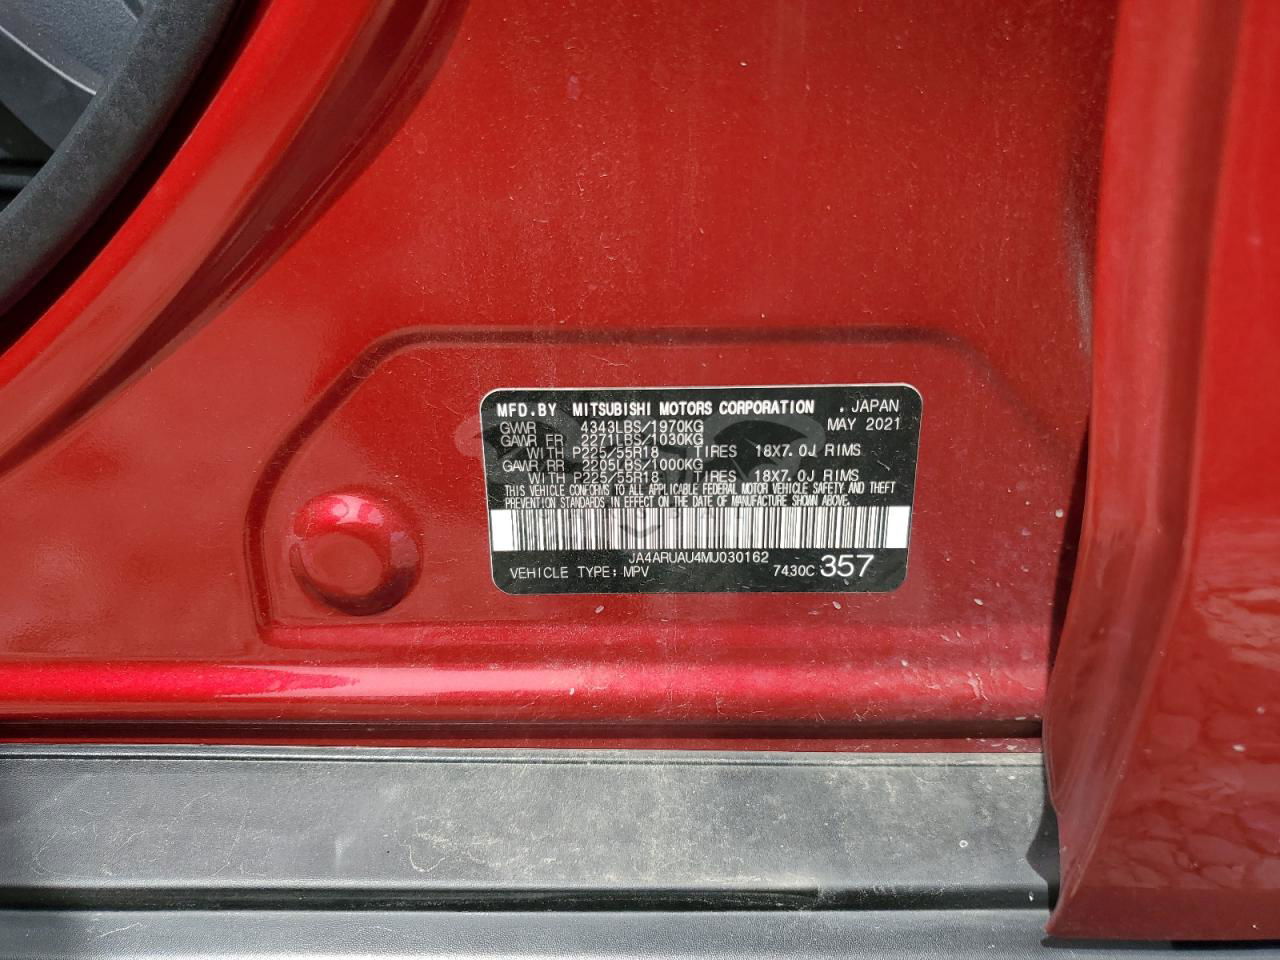 MFD.BY MITSUBISHI MOTORS CORPORATION . JAPAN
GVWR 4343LBS/1970KG MAY 2021
GAWR FR 2271LBS/1030KG
WITH P225/55R18 TIRES 18X7.0J RIMS
GAWR RR 2205LBS/1000KG
WITH P225/55R18 TIRES 18X7.0J RIMS
THIS VEHICLE CONFORMS TO ALL APPLICABLE FEDERAL MOTOR VEHICLE SAFETY AND THEFT
PREVENTION STANDARDS IN EFFECT ON THE DATE OF MANUFACTURE SHOWN ABOVE.
JA4ARUAU4MU030162
VEHICLE TYPE; MPV 7430C 357